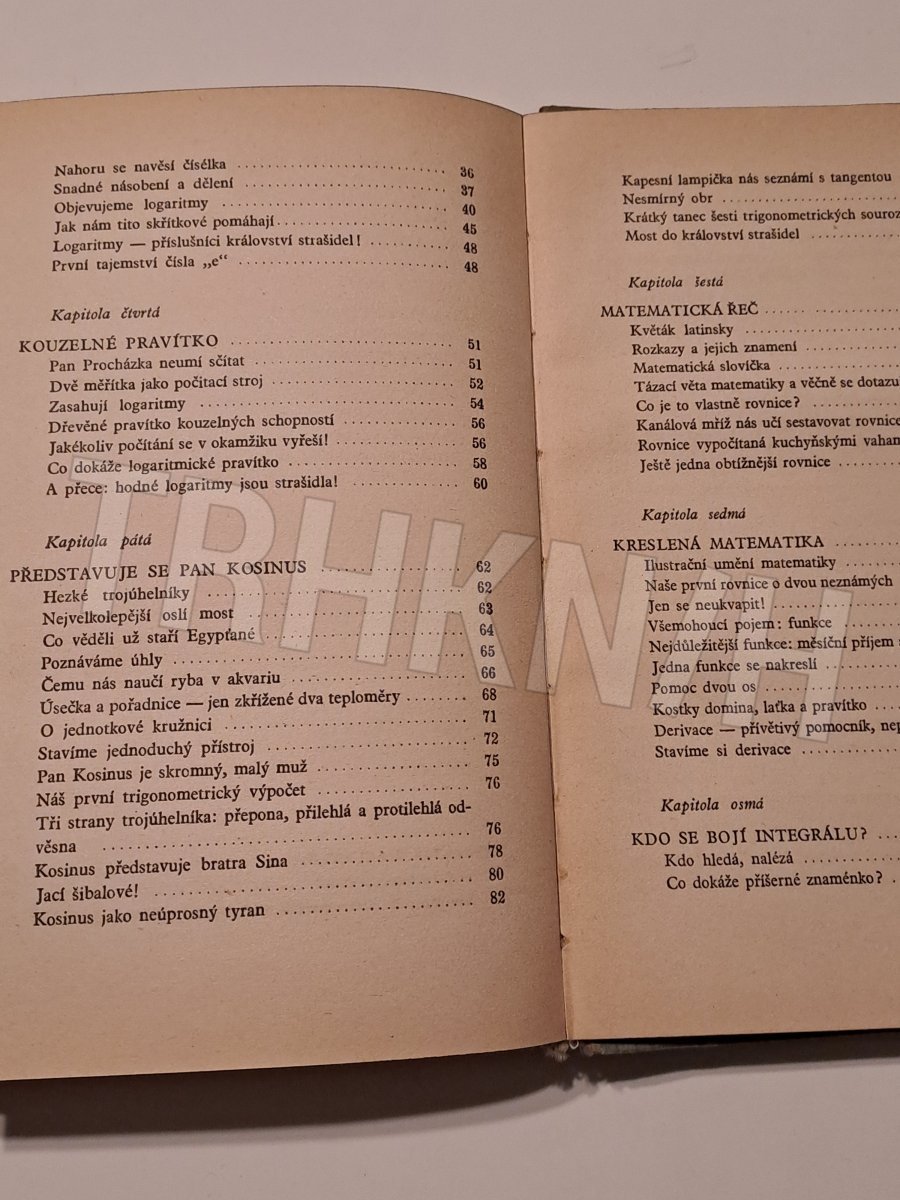 Nahoru se navěsí čísélka 36
Snadné násobení a dělení 37
Objevujeme logaritmy 40
Jak nám tito skřítkové pomáhají 45
Logaritmy — příslušníci království strašidel! 48
První tajemství čísla „e“ 48
Kapitola čtvrtá
KOUZELNÉ PRAVÍTKO 51
Pan Procházka neumí sčítat 51
Dvě měřítka jako počitací stroj 52
Zasahují logaritmy 54
Dřevěné pravítko kouzelných schopností 56
Jakékoliv počítání se v okamžiku vyřeší! 56
Co dokáže logaritmické pravítko 58
A přece: hodné logaritmy jsou strašidla! 60
Kapitola pátá
PŘEDSTAVUJE SE PAN KOSINUS 62
Hezké trojúhelníky 62
Nejvelkolepější oslí most 63
Co věděli už staří Egypťané 64
Poznáváme úhly 65
Čemu nás naučí ryba v akvariu 66
Úsečka a pořadnice — jen zkřížené dva teploměry 68
O jednotkové kružnici 71
Stavíme jednoduchý přístroj 72
Pan Kosinus je skromný, malý muž 75
Náš první trigonometrický výpočet 76
Tři strany trojúhelníka: přepona, přilehlá a protilehlá od-
věsna 76
Kosinus představuje bratra Sina 78
Jací šibalové! 80
Kosinus jako neúprosný tyran 82
Kapesní lampička nás seznámí s tangentou
Nesmírný obr
Krátký tanec šesti trigonometrických souroz
Most do království strašidel
Kapitola šestá
MATEMATICKÁ ŘEČ
Květák latinsky
Rozkazy a jejich znamení
Matematická slovíčka
Tázací věta matematiky a věčně se dotazu
Co je to vlastně rovnice?
Kanálová mříž nás učí sestavovat rovnice
Rovnice vypočítaná kuchyňskými vahan
Ještě jedna obtížnější rovnice
Kapitola sedmá
KRESLENÁ MATEMATIKA
Ilustrační umění matematiky
Naše první rovnice o dvou neznámých
Jen se neukvapit!
Všemohoucí pojem: funkce
Nejdůležitější funkce: měsíční příjem
Jedna funkce se nakreslí
Pomoc dvou os
Kostky domina, laťka a pravítko
Derivace — přívětivý pomocník, nep
Stavíme si derivace
Kapitola osmá
KDO SE BOJÍ INTEGRÁLU?
Kdo hledá, nalézá
Co dokáže příšerné znaménko?